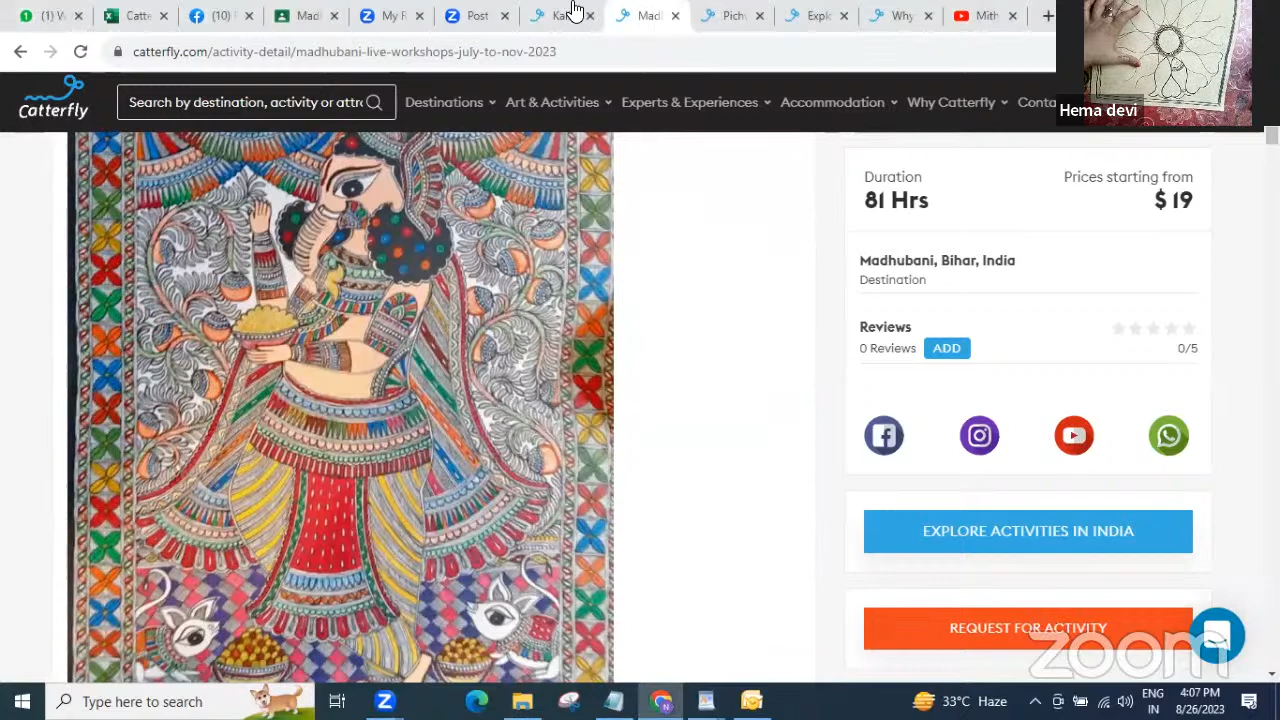 (1) W
Catte
(10)
Mad
My R
Post
Ka
Mad
Pich
Explo
Why
Mith
catterfly.com/activity-detail/madhubani-live-workshops-july-to-nov-2023
Catterfly
Search by destination, activity or attra
Destinations
Art & Activities
Experts & Experiences
Accommodation
Why Catterfly
Conta
Hema devi
Duration
Prices starting from
81 Hrs
$ 19
Madhubani, Bihar, India
Destination
Reviews
0 Reviews
ADD
0/5
EXPLORE ACTIVITIES IN INDIA
REQUEST FOR ACTIVITY
zoom
Type here to search
33°C Haze
ENG
IN
4:07 PM
8/26/2023